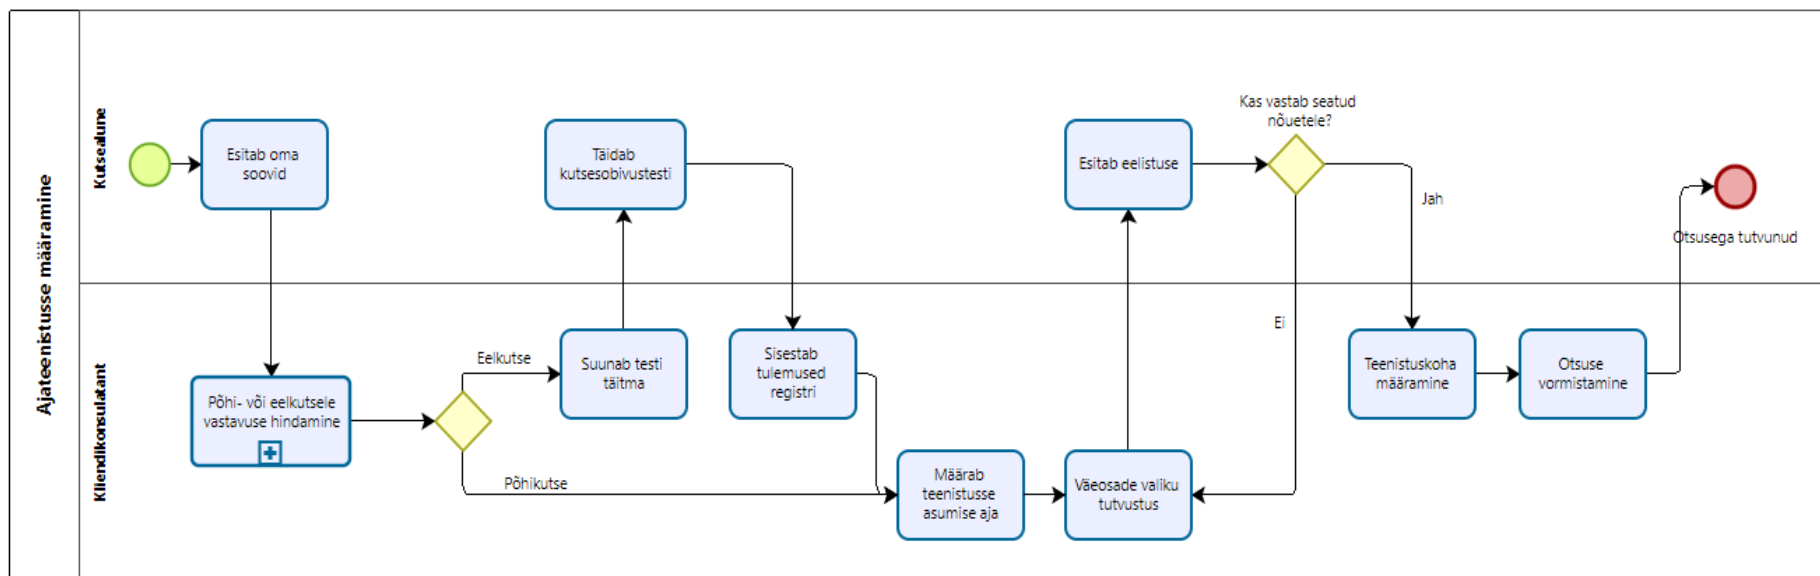 Ajateenistusse määramine
Kutsealune
Esitab oma
soovid
Täidab
kutsesobivustesti
Esitab eelistuse
Kas vastab seatud
nõuetele?
Jah
Otsusega tutvunud
Kliendikonsulatant
Põhi- või eelkutsele
vastavuse hindamine
Eelkutse
Põhikutse
Suunab testi
täitma
Sisestab
tulemused
registri
Määrab
teenistusse
asumise aja
Väeosade valiku
tutvustus
Ei
Teenistuskoha
määramine
Otsuse
vormistamine